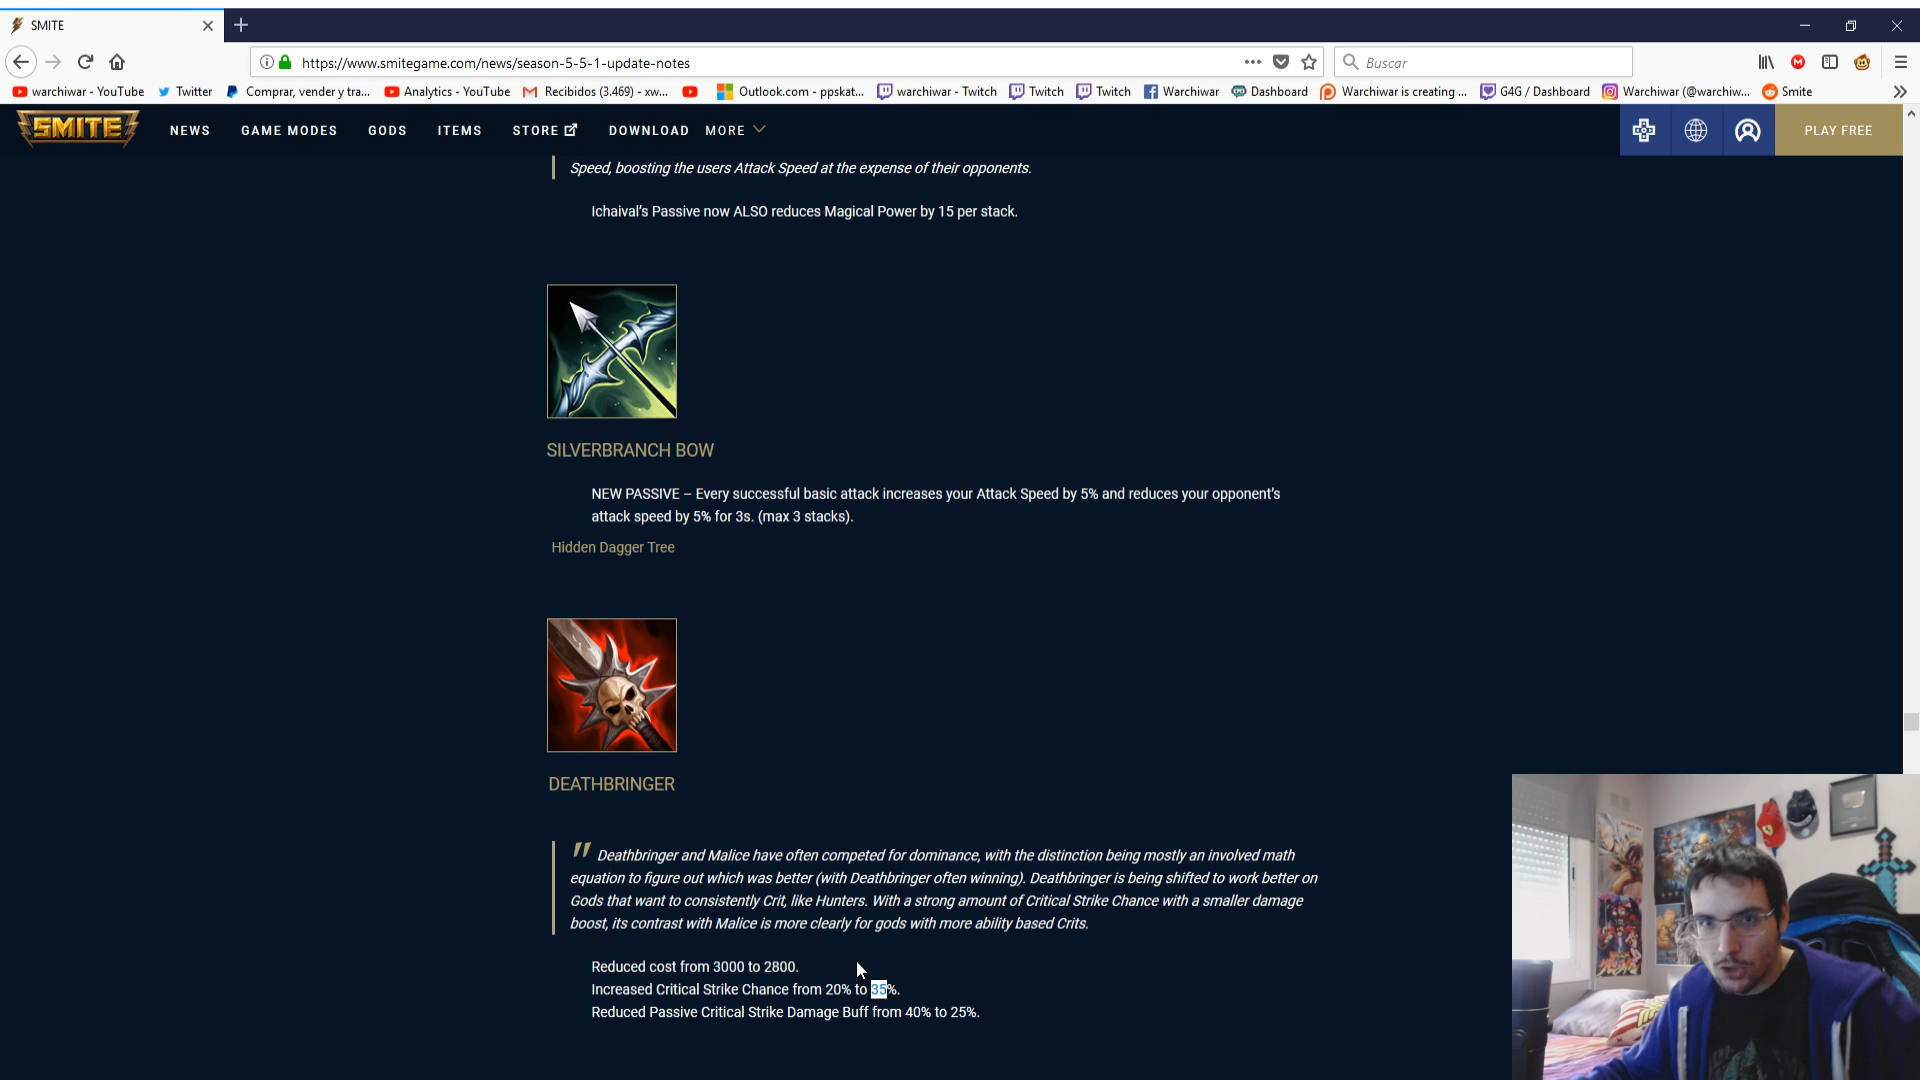 SMITE
https://www.smitegame.com/news/season-5-5-1-update-notes
Buscar
warchiwar - YouTube
Twitter
Comprar, vender y tra...
Analytics - YouTube
Recibidos (3.469) - xw...
Outlook.com - ppskat...
warchiwar - Twitch
Twitch
Twitch
Warchiwar
Dashboard
Warchiwar is creating ...
G4G / Dashboard
Warchiwar (@warchiw...
Smite
SMITE
NEWS
GAME MODES
GODS
ITEMS
STORE
DOWNLOAD
MORE
PLAY FREE
Speed, boosting the users Attack Speed at the expense of their opponents.
Ichaival's Passive now ALSO reduces Magical Power by 15 per stack.
SILVERBRANCH BOW
NEW PASSIVE – Every successful basic attack increases your Attack Speed by 5% and reduces your opponent's
attack speed by 5% for 3s. (max 3 stacks).
Hidden Dagger Tree
DEATHBRINGER
" Deathbringer and Malice have often competed for dominance, with the distinction being mostly an involved math
equation to figure out which was better (with Deathbringer often winning). Deathbringer is being shifted to work better on
Gods that want to consistently Crit, like Hunters. With a strong amount of Critical Strike Chance with a smaller damage
boost, its contrast with Malice is more clearly for gods with more ability based Crits.
Reduced cost from 3000 to 2800.
Increased Critical Strike Chance from 20% to 35%.
Reduced Passive Critical Strike Damage Buff from 40% to 25%.